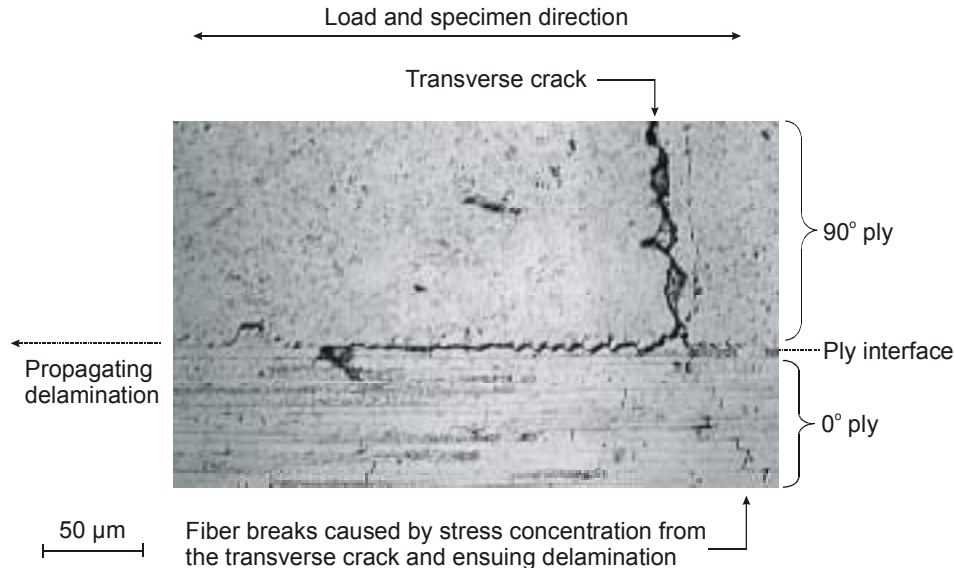 Load and specimen direction
Transverse crack
90° ply
Propagating
delamination
Ply interface
0° ply
50 µm
Fiber breaks caused by stress concentration from
the transverse crack and ensuing delamination